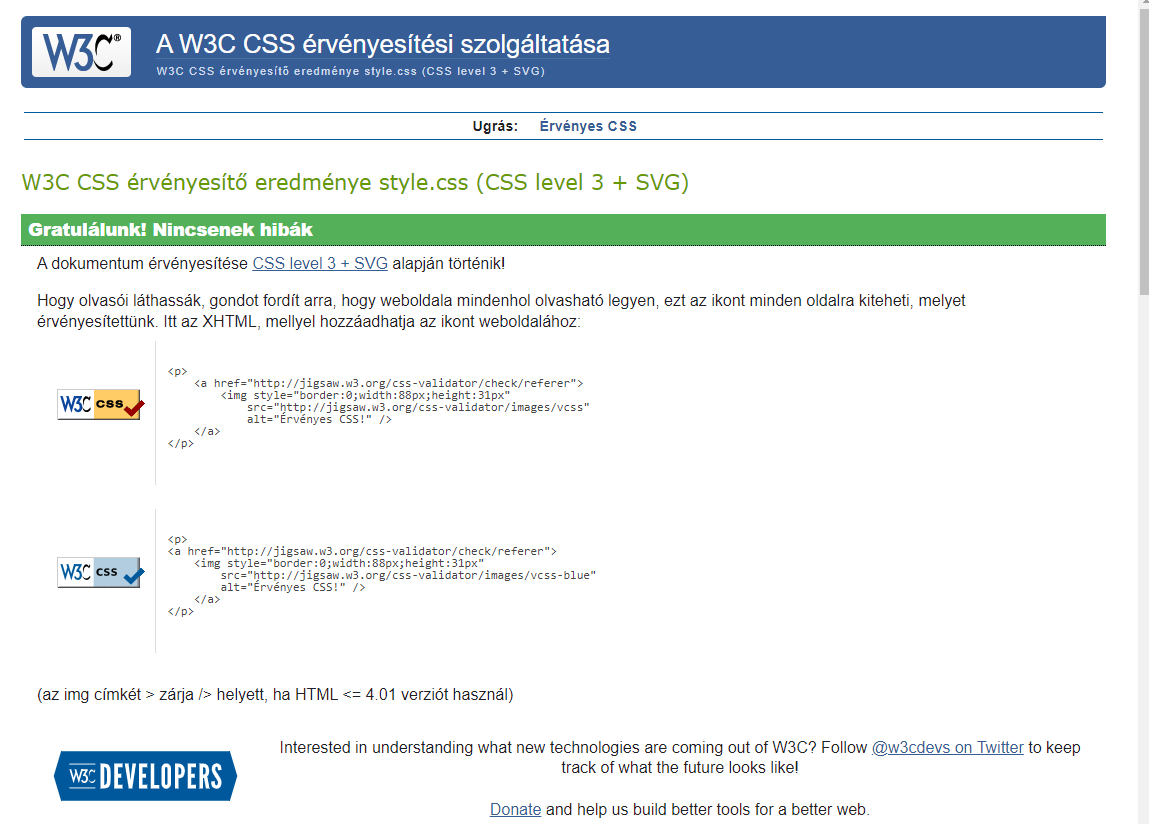 W3C®
A W3C CSS érvényesítési szolgáltatása
W3C CSS érvényesítő eredménye style.css (CSS level 3 + SVG)
Ugrás: Érvényes CSS
W3C CSS érvényesítő eredménye style.css (CSS level 3 + SVG)
Gratulálunk! Nincsenek hibák
A dokumentum érvényesítése CSS level 3 + SVG alapján történik!
Hogy olvasói láthassák, gondot fordít arra, hogy weboldala mindenhol olvasható legyen, ezt az ikont minden oldalra kiteheti, melyet
érvényesítettünk. Itt az XHTML, mellyel hozzáadhatja az ikont weboldalához:
W3C css
<p>
<a href="http://jigsaw.w3.org/css-validator/check/referer">
<img style="border:0;width:88px;height:31px"
src="http://jigsaw.w3.org/css-validator/images/vcss"
alt="Érvényes CSS!" />
</a>
</p>
W3C css
<p>
<a href="http://jigsaw.w3.org/css-validator/check/referer">
<img style="border:0;width:88px;height:31px"
src="http://jigsaw.w3.org/css-validator/images/vcss-blue"
alt="Érvényes CSS!" />
</a>
</p>
(az img címkét > zárja /> helyett, ha HTML <= 4.01 verziót használ)
W3C DEVELOPERS
Interested in understanding what new technologies are coming out of W3C? Follow @w3cdevs on Twitter to keep
track of what the future looks like!
Donate and help us build better tools for a better web.